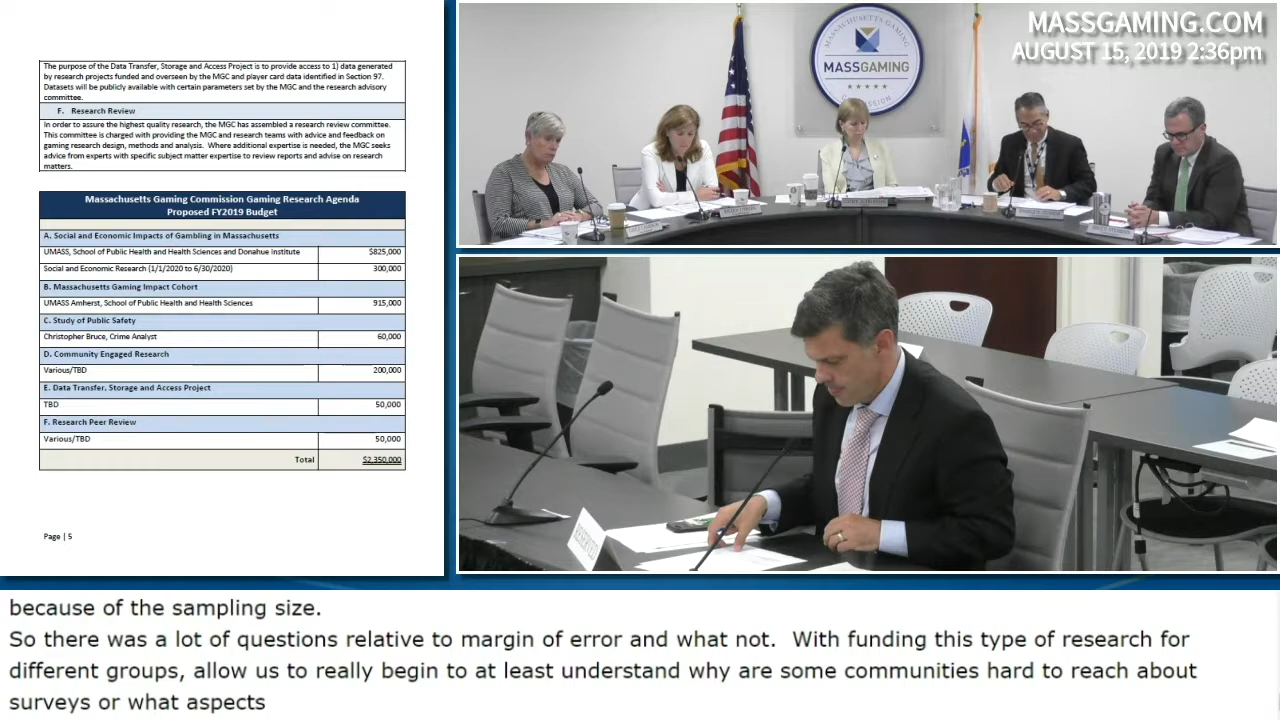 The purpose of the Data Transfer, Storage and Access Project is to provide access to 1) data generated
by research projects funded and overseen by the MGC and player card data identified in Section 97.
Datasets will be publicly available with certain parameters set by the MGC and the research advisory
committee.
F. Research Review
In order to assure the highest quality research, the MGC has assembled a research review committee.
This committee is charged with providing the MGC and research teams with advice and feedback on
gaming research design, methods and analysis. Where additional expertise is needed, the MGC seeks
advice from experts with specific subject matter expertise to review reports and advise on research
matters.
Massachusetts Gaming Commission Gaming Research Agenda
Proposed FY2019 Budget
A. Social and Economic Impacts of Gambling in Massachusetts
UMASS, School of Public Health and Health Sciences and Donahue Institute $825,000
Social and Economic Research (1/1/2020 to 6/30/2020) 300,000
B. Massachusetts Gaming Impact Cohort
UMASS Amherst, School of Public Health and Health Sciences 915,000
C. Study of Public Safety
Christopher Bruce, Crime Analyst 60,000
D. Community Engaged Research
Various/TBD 200,000
E. Data Transfer, Storage and Access Project
TBD 50,000
F. Research Peer Review
Various/TBD 50,000
Total $2,350,000
Page | 5
MASSGAMING.COM
AUGUST 15, 2019 2:36pm
MASSACHUSETTS GAMING
MASSGAMING
COMMISSION
RESERVED
because of the sampling size.
So there was a lot of questions relative to margin of error and what not. With funding this type of research for
different groups, allow us to really begin to at least understand why are some communities hard to reach about
surveys or what aspects